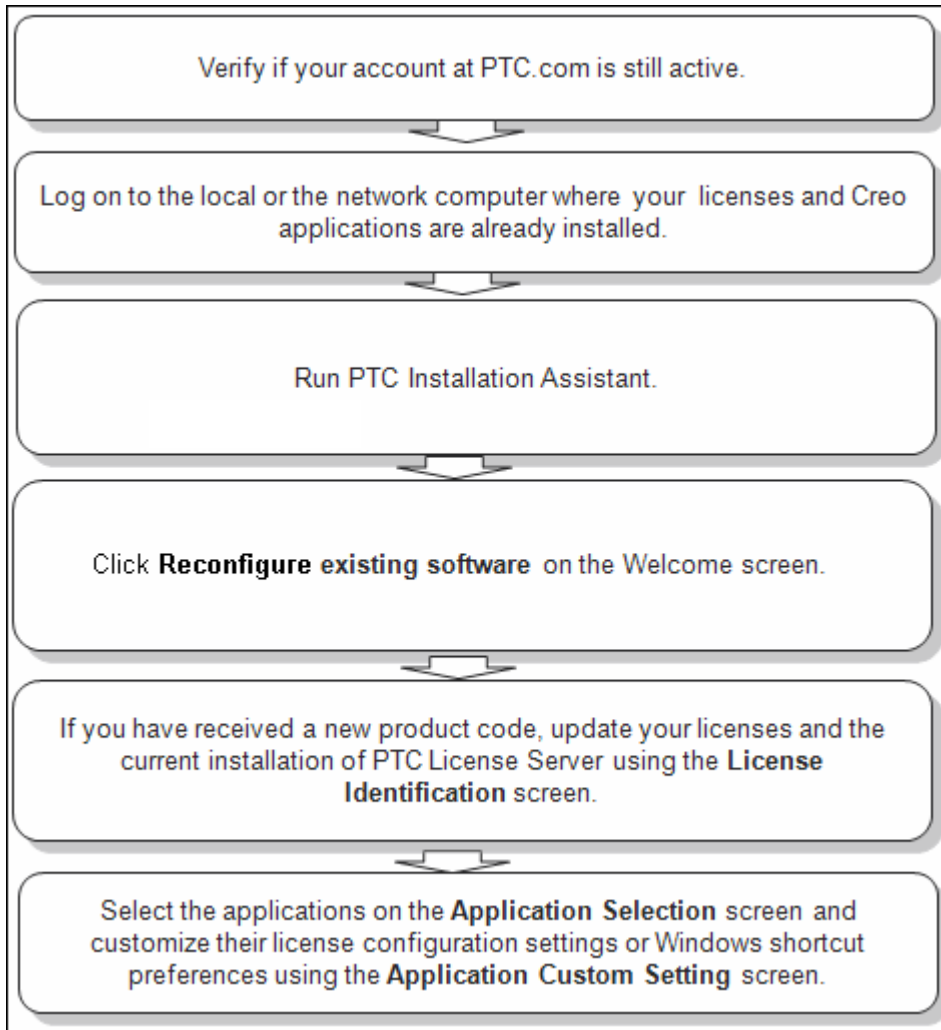 Verify if your account at PTC.com is still active.
Log on to the local or the network computer where your licenses and Creo
applications are already installed.
Run PTC Installation Assistant.
Click Reconfigure existing software on the Welcome screen.
If you have received a new product code, update your licenses and the
current installation of PTC License Server using the License
Identification screen.
Select the applications on the Application Selection screen and
customize their license configuration settings or Windows shortcut
preferences using the Application Custom Setting screen.